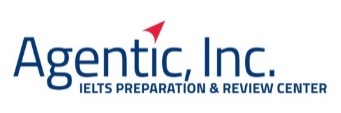 Agentic, Inc.
IELTS PREPARATION & REVIEW CENTER